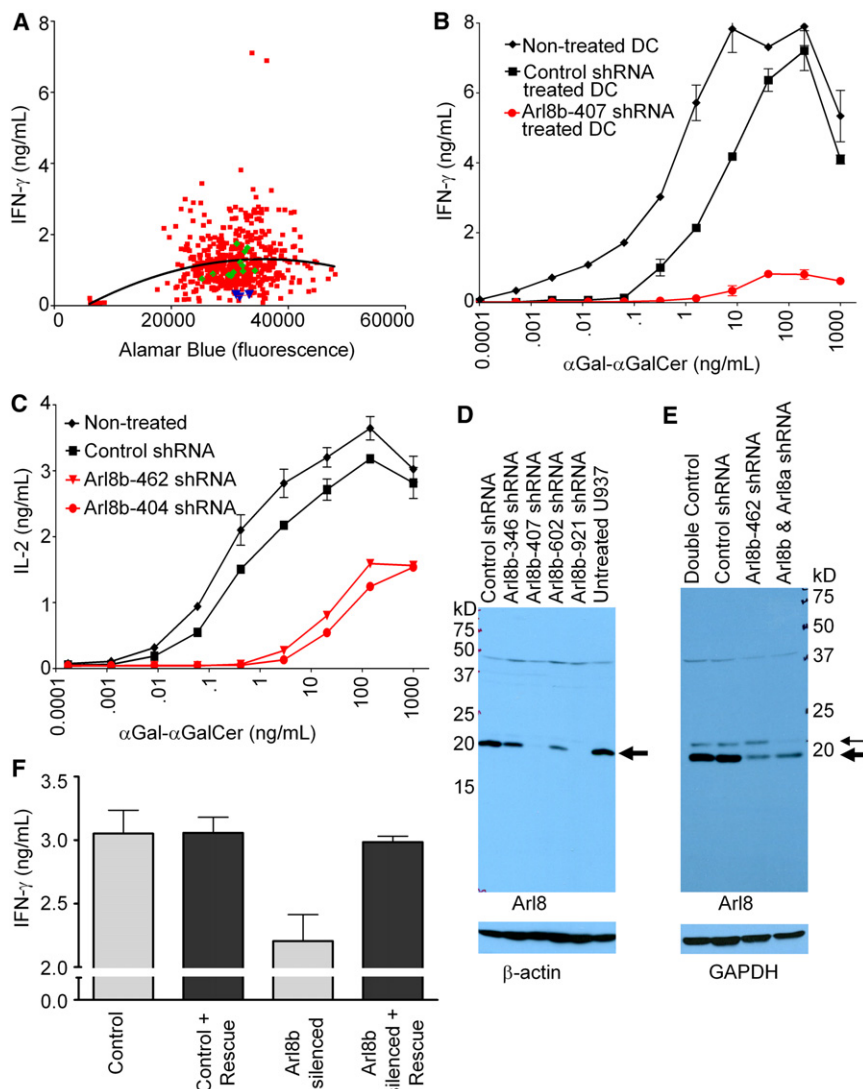 A
IFN-γ (ng/mL)
8
6
4
2
0
0
20000
40000
60000
Alamar Blue (fluorescence)
B
IFN-γ (ng/mL)
8
6
4
2
0
Non-treated DC
Control shRNA
treated DC
Arl8b-407 shRNA
treated DC
0.0001
.001
.01
.1
1
10
100
1000
αGal-αGalCer (ng/mL)
C
IL-2 (ng/mL)
4
3
2
1
0
Non-treated
Control shRNA
Arl8b-462 shRNA
Arl8b-404 shRNA
0.0001
.001
.01
.1
1
10
100
1000
αGal-αGalCer (ng/mL)
D
Control shRNA
Arl8b-346 shRNA
Arl8b-407 shRNA
Arl8b-602 shRNA
Arl8b-921 shRNA
Untreated U937
kD
75
50
37
25
20
15
Arl8
β-actin
E
Double Control
Control shRNA
Arl8b-462 shRNA
Arl8b & Arl8a shRNA
kD
75
50
37
25
20
Arl8
GAPDH
F
IFN-γ (ng/mL)
3.5
3.0
2.5
2.0
0.0
Control
Control +
Rescue
Arl8b
silenced
Arl8b
silenced +
Rescue